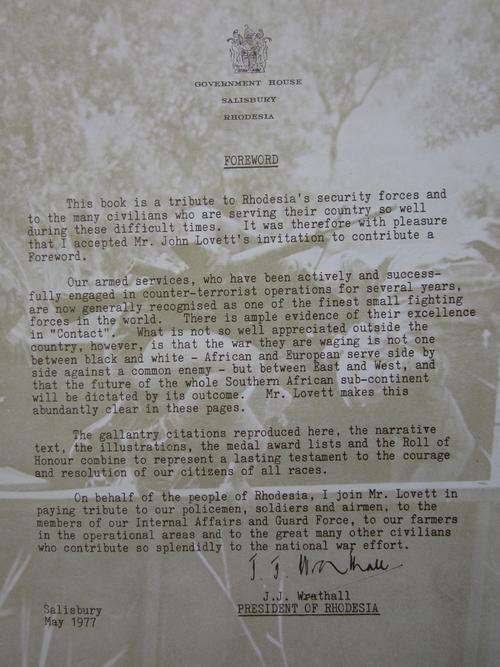 GOVERNMENT HOUSE
SALISBURY
RHODESIA
FOREWORD
This book is a tribute to Rhodesia's security forces and
to the many civilians who are serving their country so well
during these difficult times. It was therefore with pleasure
that I accepted Mr. John Lovett's invitation to contribute a
Foreword.
Our armed services, who have been actively and success-
fully engaged in counter-terrorist operations for several years,
are now generally recognised as one of the finest small fighting
forces in the world. There is ample evidence of their excellence
in "Contact". What is not so well appreciated outside the
country, however, is that the war they are waging is not one
between black and white - African and European serve side by
side against a common enemy - but between East and West, and
that the future of the whole Southern African sub-continent
will be dictated by its outcome. Mr. Lovett makes this
abundantly clear in these pages.
The gallantry citations reproduced here, the narrative
text, the illustrations, the medal award lists and the Roll of
Honour combine to represent a lasting testament to the courage
and resolution of our citizens of all races.
On behalf of the people of Rhodesia, I join Mr. Lovett in
paying tribute to our policemen, soldiers and airmen, to the
members of our Internal Affairs and Guard Force, to our farmers
in the operational areas and to the great many other civilians
who contribute so splendidly to the national war effort.
J. J. Wrathall
J.J. Wrathall
PRESIDENT OF RHODESIA
Salisbury
May 1977